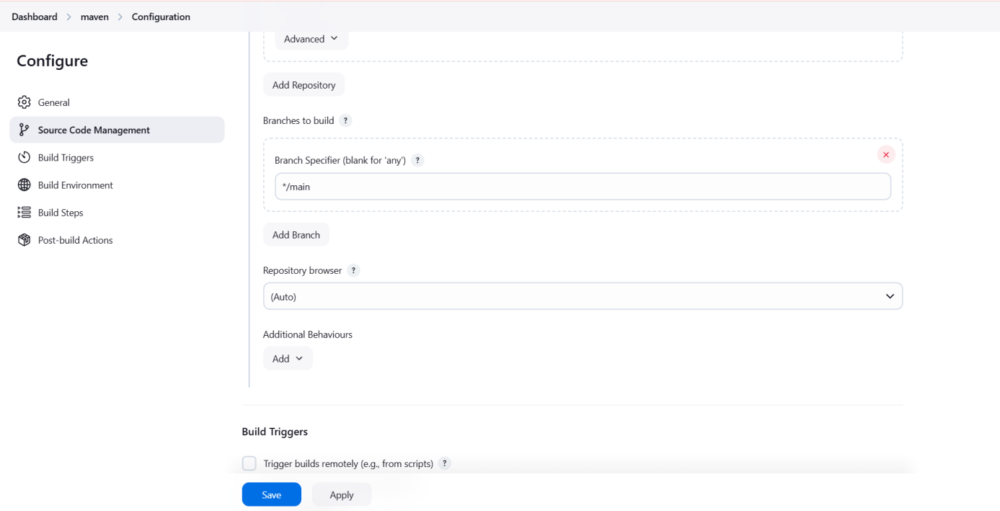 Dashboard > maven > Configuration
Configure
General
Source Code Management
Build Triggers
Build Environment
Build Steps
Post-build Actions
Advanced
Add Repository
Branches to build ?
Branch Specifier (blank for 'any') ?
*/main
Add Branch
Repository browser ?
(Auto)
Additional Behaviours
Add
Build Triggers
Trigger builds remotely (e.g., from scripts) ?
Save Apply